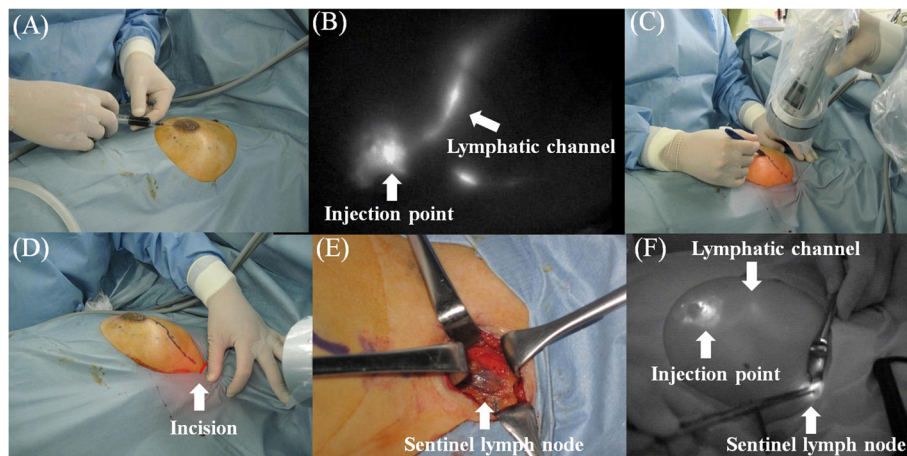 (A)
(B)
(C)
Lymphatic channel
Injection point
(D)
(E)
(F)
Lymphatic channel
Injection point
Incision
Sentinel lymph node
Sentinel lymph node